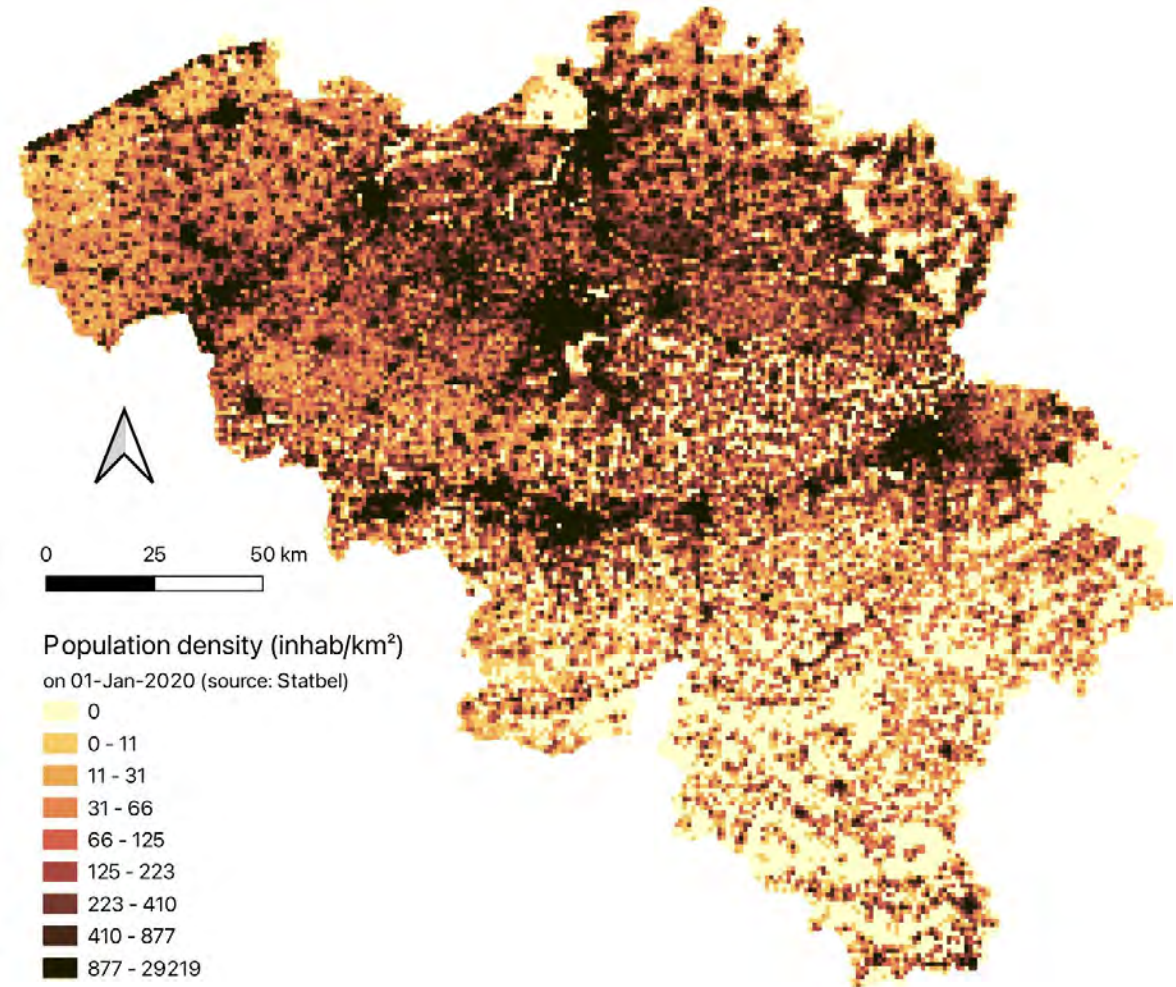 0 25 50 km
Population density (inhab/km²)
on 01-Jan-2020 (source: Statbel)
0
0 - 11
11 - 31
31 - 66
66 - 125
125 - 223
223 - 410
410 - 877
877 - 29219